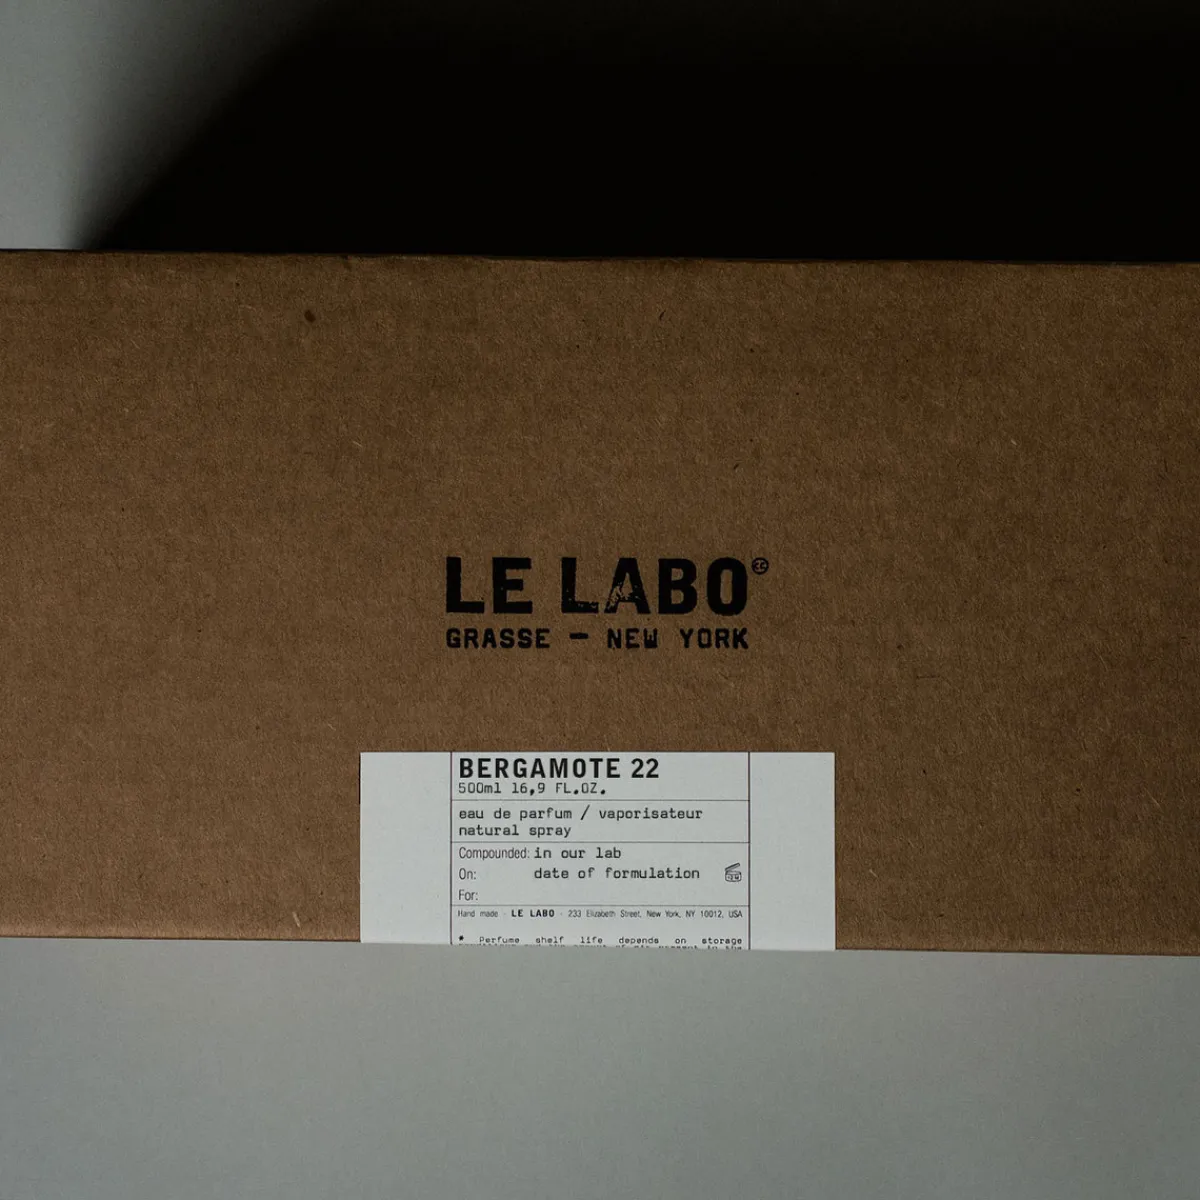 LE LABO
GRASSE – NEW YORK
BERGAMOTE 22
500ml 16,9 FL.OZ.
eau de parfum / vaporisateur
natural spray
Compounded: in our lab
On: date of formulation
For:
Hand made - LE LABO - 233 Elizabeth Street, New York, NY 10012, USA
* Perfume shelf life depends on storage